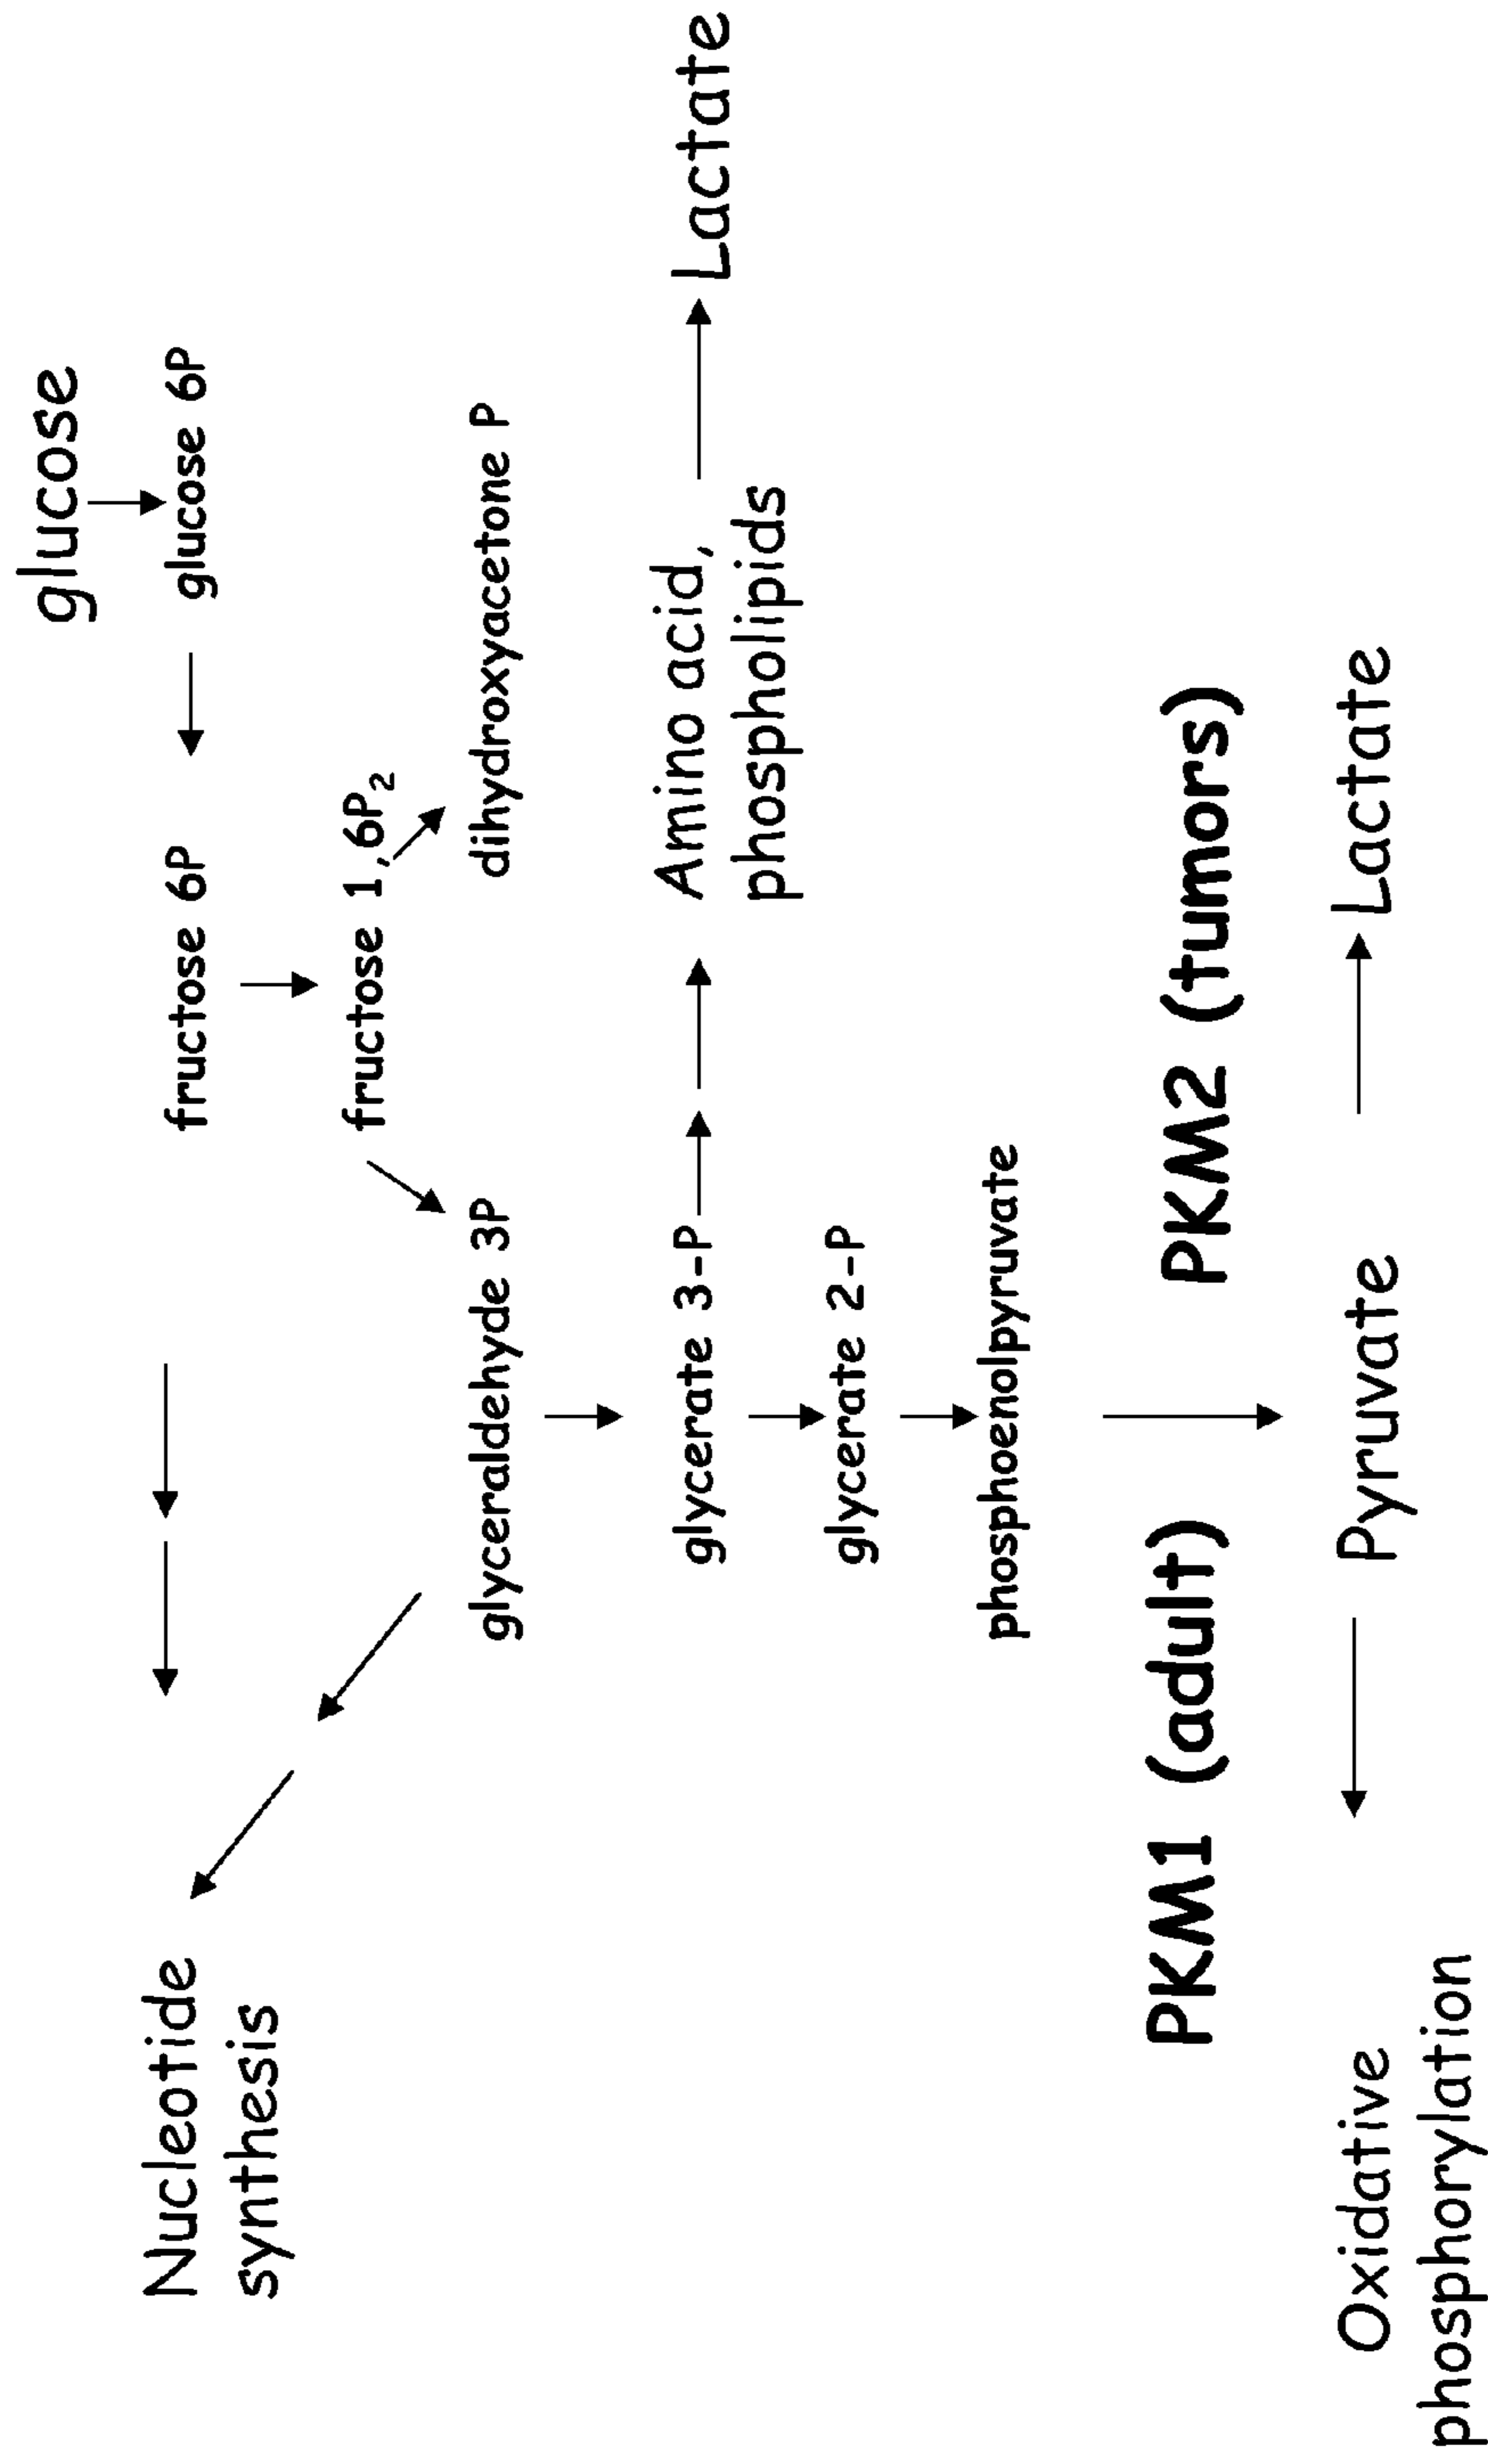 glucose
glucose 6P
fructose 6P
Nucleotide
synthesis
fructose 1,6P2
dihydroxyacetone P
glyceraldehyde 3P
glycerate 3-P
Amino acid,
phospholipids
Lactate
glycerate 2-P
phosphoenolpyruvate
PKM1 (adult)
PKM2 (tumors)
Oxidative
phosphorylation
Pyruvate
Lactate